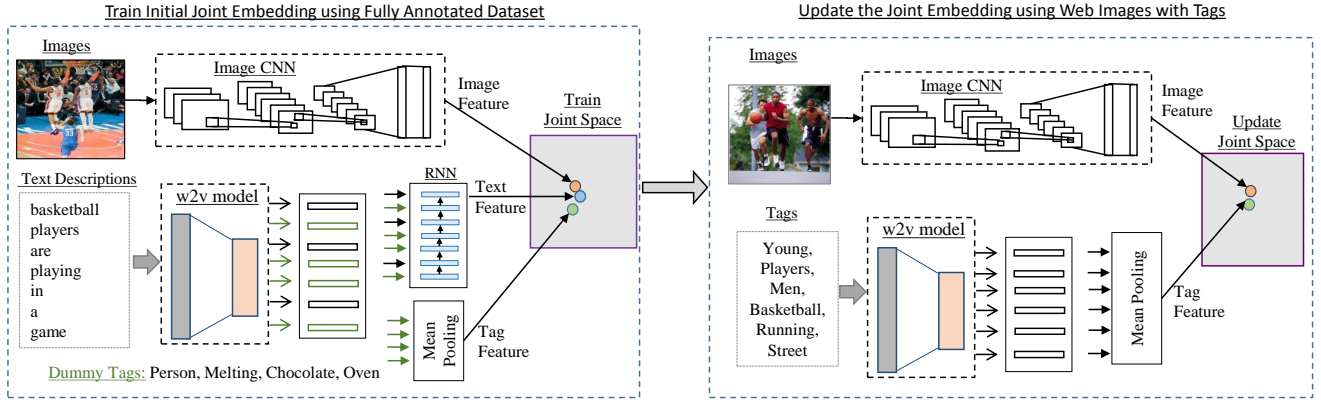 Train Initial Joint Embedding using Fully Annotated Dataset
Images
Image CNN
Image
Feature
Train
Joint Space
Text Descriptions
basketball
players
are
playing
in
a
game
w2v model
RNN
Text
Feature
Mean
Pooling
Tag
Feature
Dummy Tags: Person, Melting, Chocolate, Oven
Update the Joint Embedding using Web Images with Tags
Images
Image CNN
Image
Feature
Update
Joint Space
Tags
Young,
Players,
Men,
Basketball,
Running,
Street
w2v model
Mean Pooling
Tag
Feature